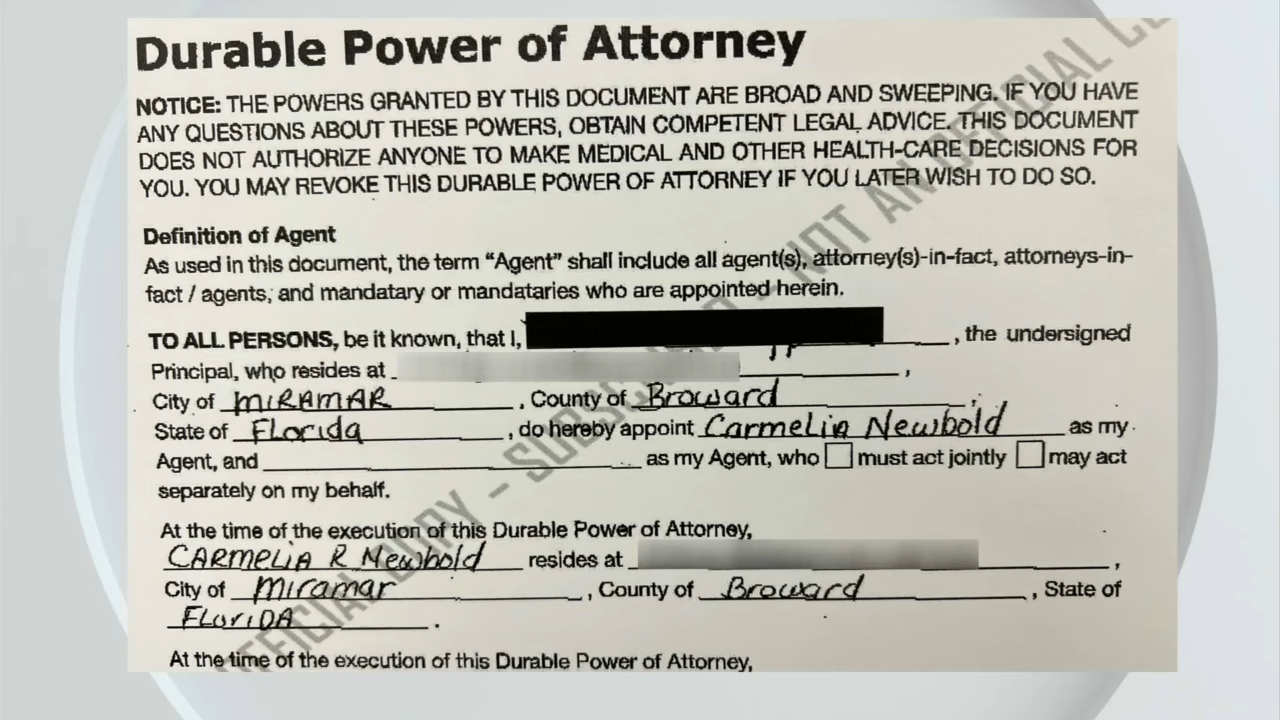 Durable Power of Attorney
NOTICE: THE POWERS GRANTED BY THIS DOCUMENT ARE BROAD AND SWEEPING. IF YOU HAVE
ANY QUESTIONS ABOUT THESE POWERS, OBTAIN COMPETENT LEGAL ADVICE. THIS DOCUMENT
DOES NOT AUTHORIZE ANYONE TO MAKE MEDICAL AND OTHER HEALTH-CARE DECISIONS FOR
YOU. YOU MAY REVOKE THIS DURABLE POWER OF ATTORNEY IF YOU LATER WISH TO DO SO.
Definition of Agent
As used in this document, the term “Agent” shall include all agent(s), attorney(s)-in-fact, attorneys-in-
fact / agents, and mandatary or mandataries who are appointed herein.
TO ALL PERSONS, be it known, that I, , the undersigned
Principal, who resides at ,
City of MIRAMAR , County of Broward ,
State of Florida , do hereby appoint Carmelia Newbold as my
Agent, and as my Agent, who must act jointly may act
separately on my behalf.
At the time of the execution of this Durable Power of Attorney,
CARMELIA R Newbold resides at ,
City of Miramar , County of Broward , State of
FLoriDA .
At the time of the execution of this Durable Power of Attorney,
OFFICIAL COPY - - NOT AN OFFICIAL